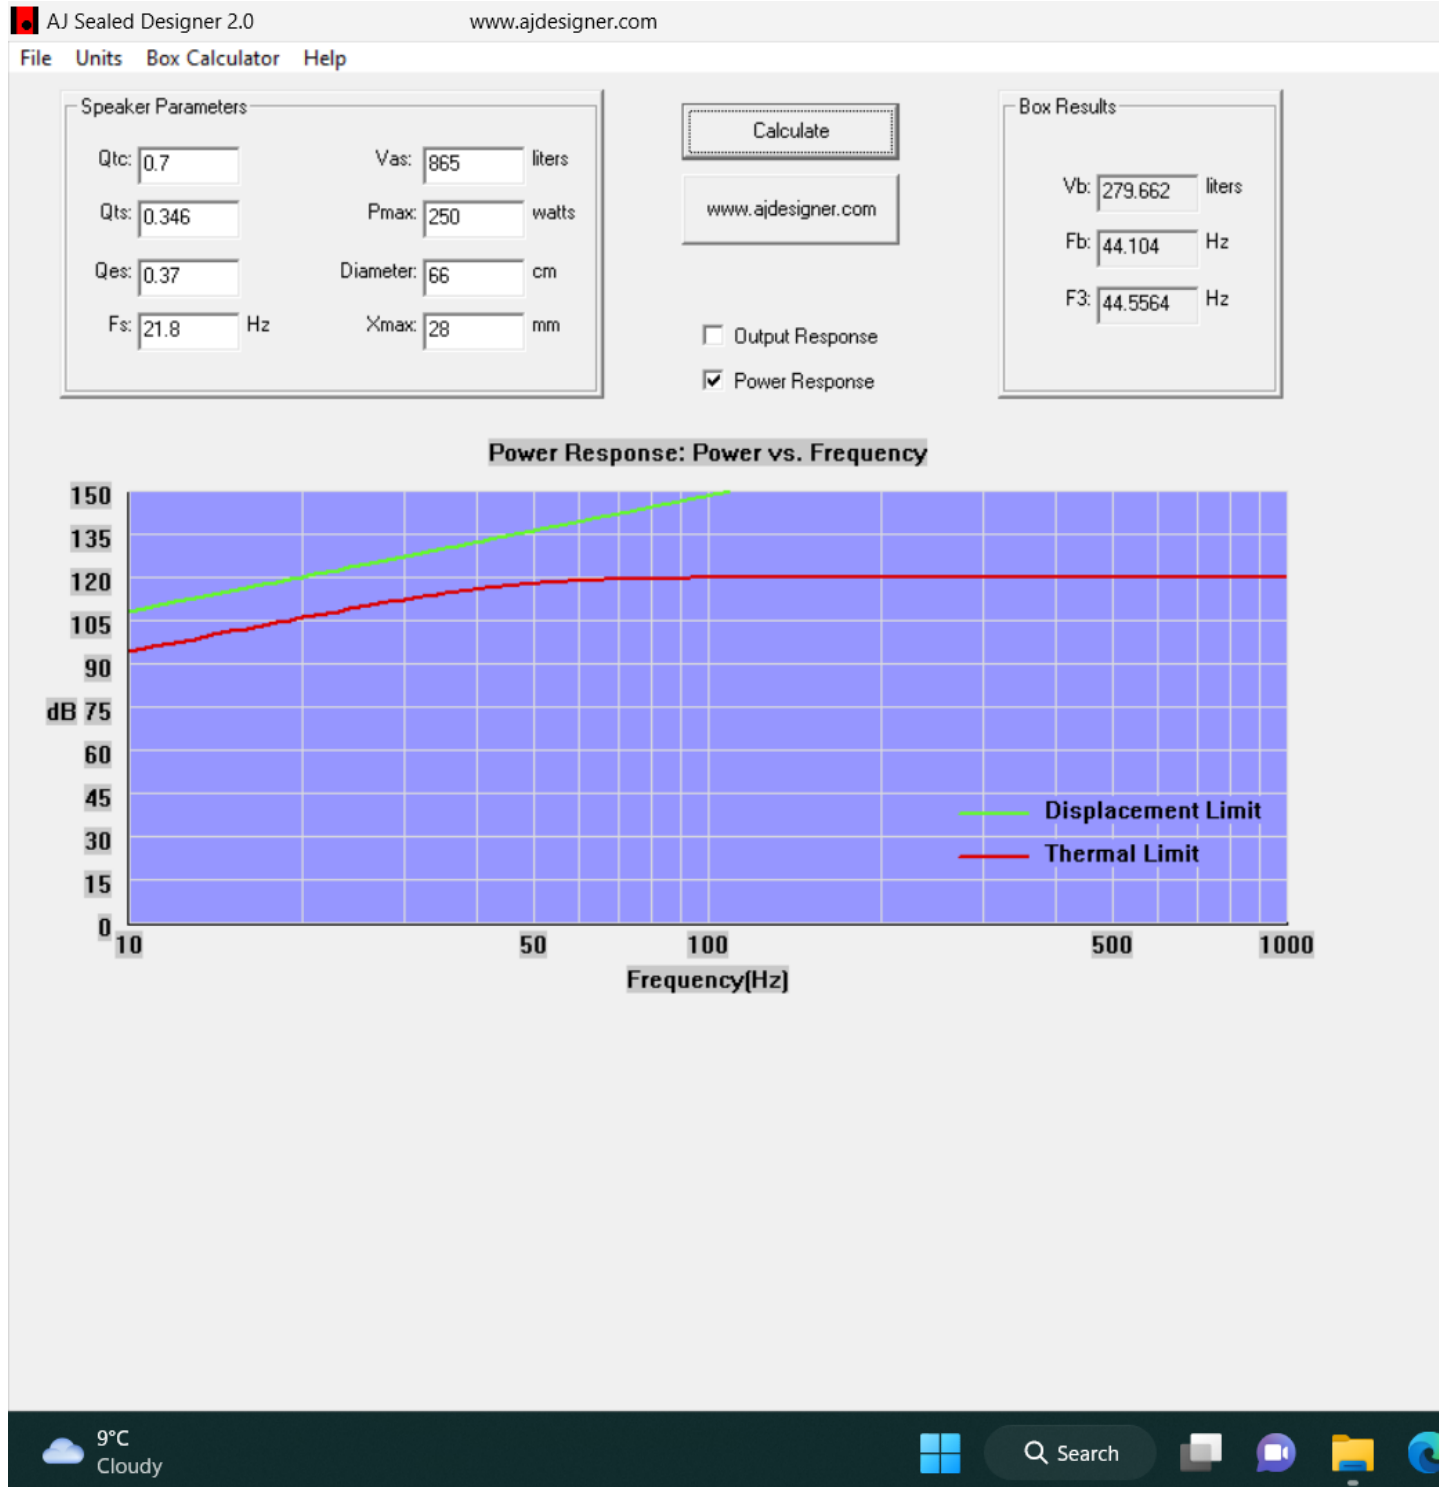 AJ Sealed Designer 2.0 www.ajdesigner.com
File Units Box Calculator Help
Speaker Parameters
Qtc: 0.7 Vas: 865 liters
Qts: 0.346 Pmax: 250 watts
Qes: 0.37 Diameter: 66 cm
Fs: 21.8 Hz Xmax: 28 mm
Calculate
www.ajdesigner.com
Output Response
Power Response
Box Results
Vb: 279.662 liters
Fb: 44.104 Hz
F3: 44.5564 Hz
Power Response: Power vs. Frequency
150
135
120
105
90
dB 75
60
45
30
15
0
Displacement Limit
Thermal Limit
10 50 100 500 1000
Frequency(Hz)
9°C
Cloudy
Search